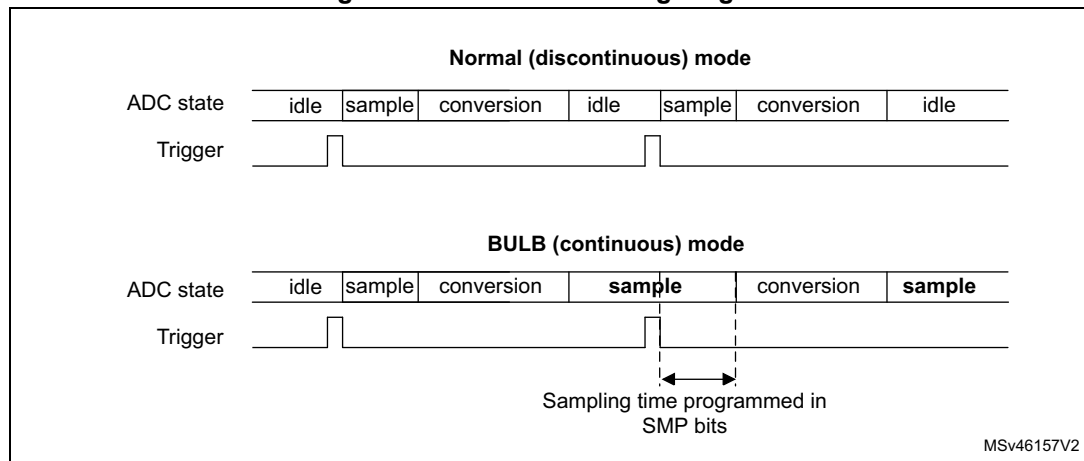 Normal (discontinuous) mode
ADC state idle sample conversion idle sample conversion idle
Trigger
BULB (continuous) mode
ADC state idle sample conversion sample conversion sample
Trigger
Sampling time programmed in
SMP bits
MSv46157V2